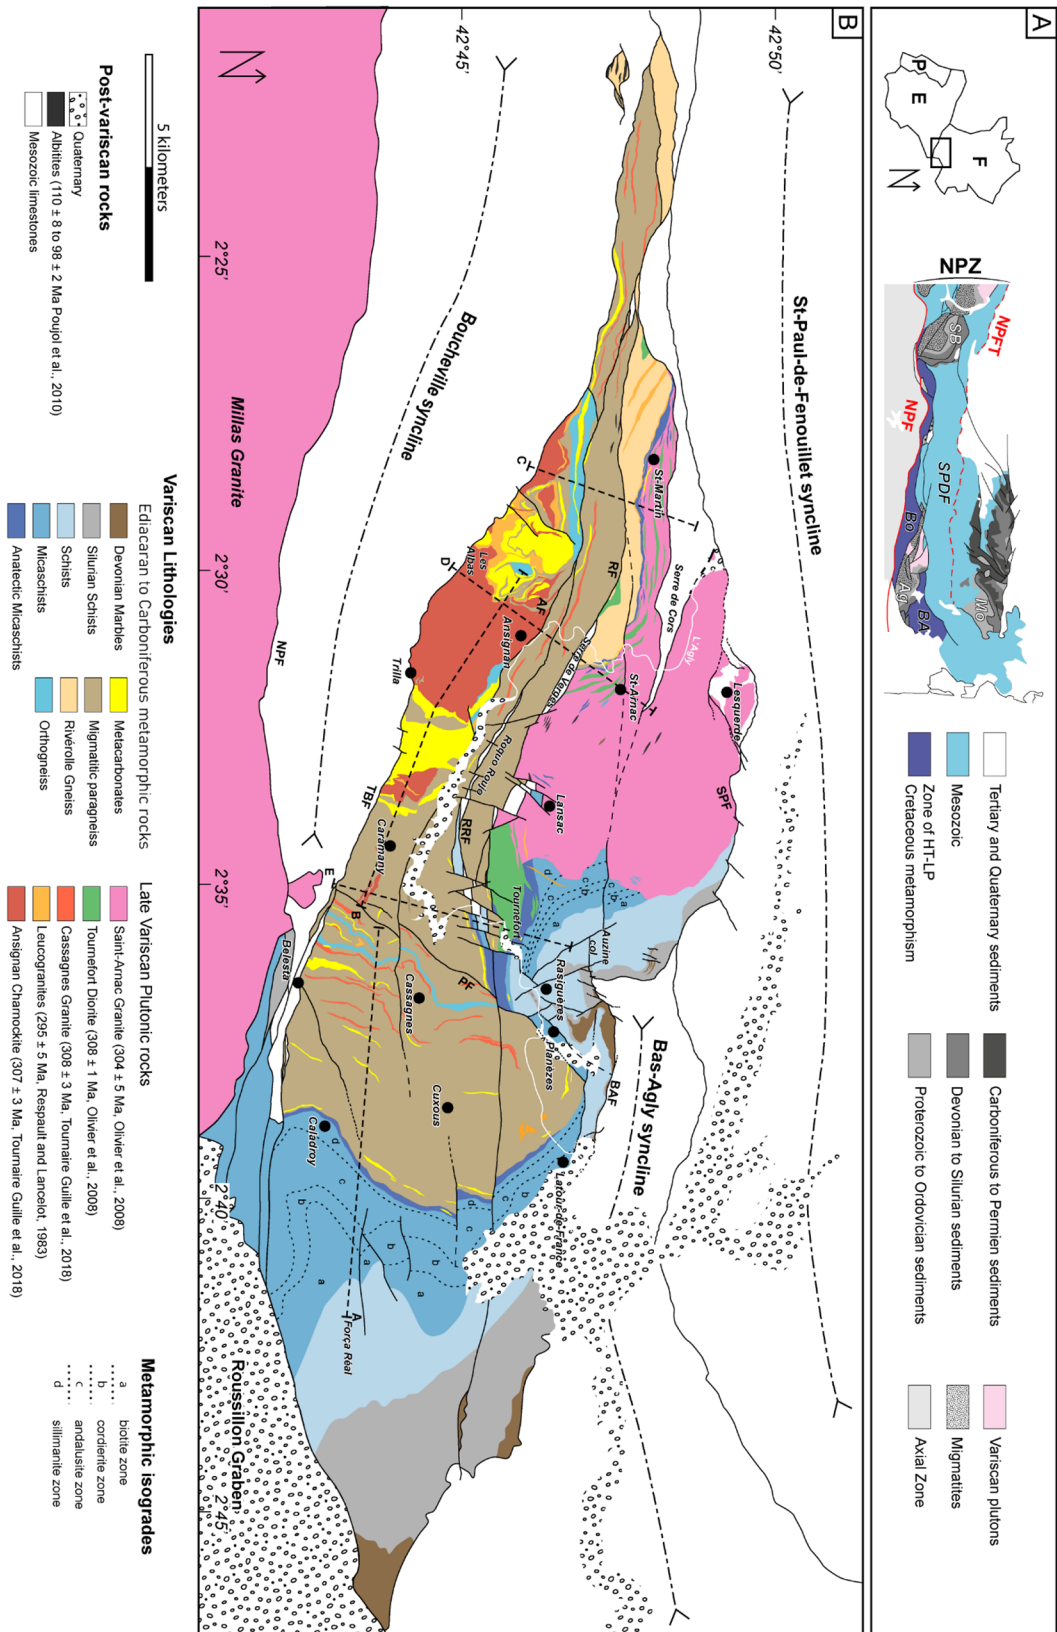 A
P
E
F
NPZ
NPFT
SB
NPF
SPDF
Bo
Ag
BA
Mo
Tertiary and Quaternary sediments
Mesozoic
Zone of HT-LP
Cretaceous metamorphism
Carboniferous to Permien sediments
Devonian to Silurian sediments
Proterozoic to Ordovician sediments
Variscan plutons
Migmatites
Axial Zone
B
42°50'
42°45'
St-Paul-de-Fenouillet syncline
Boucheville syncline
Bas-Agly syncline
2°25'
2°30'
2°35'
2°40'
2°45'
Millas Granite
NPF
St-Martin
C
RF
Serre de Cors
L'Agly
Lesquerde
Les
Albas
D
AF
Ansignan
Serre de Vergès
St-Arnac
SPF
Trilla
Roquo Roujo
Lansac
TBF
RRF
Caramany
Tournefort
d
c
b
a
E
B
Auzine
col
a
b
c
d
Belesta
PF
Cassagnes
Rasiguères
Planèzes
BAF
Cuxous
Caladroy
Latour-de-France
d
c
b
a
d
c
b
a
A
Força Réal
Roussillon Graben
5 kilometers
Post-variscan rocks
Quaternary
Albitites (110 ± 8 to 98 ± 2 Ma Poujol et al., 2010)
Mesozoic limestones
Variscan Lithologies
Ediacaran to Carboniferous metamorphic rocks
Devonian Marbles
Silurian Schists
Schists
Micaschists
Anatectic Micaschists
Metacarbonates
Migmatitic paragneiss
Rivérolle Gneiss
Orthogneiss
Late Variscan Plutonic rocks
Saint-Arnac Granite (304 ± 5 Ma, Olivier et al., 2008)
Tournefort Diorite (308 ± 1 Ma, Olivier et al., 2008)
Cassagnes Granite (308 ± 3 Ma, Tournaire Guille et al., 2018)
Leucogranites (295 ± 5 Ma, Respault and Lancelot, 1983)
Ansignan Charnockite (307 ± 3 Ma, Tournaire Guille et al., 2018)
Metamorphic isogrades
a biotite zone
b cordierite zone
c andalusite zone
d sillimanite zone